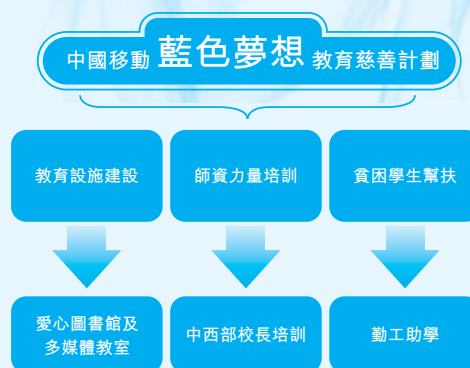 中國移動 藍色夢想 教育慈善計劃
教育設施建設
師資力量培訓
貧困學生幫扶
愛心圖書館及
多媒體教室
中西部校長培訓
勤工助學